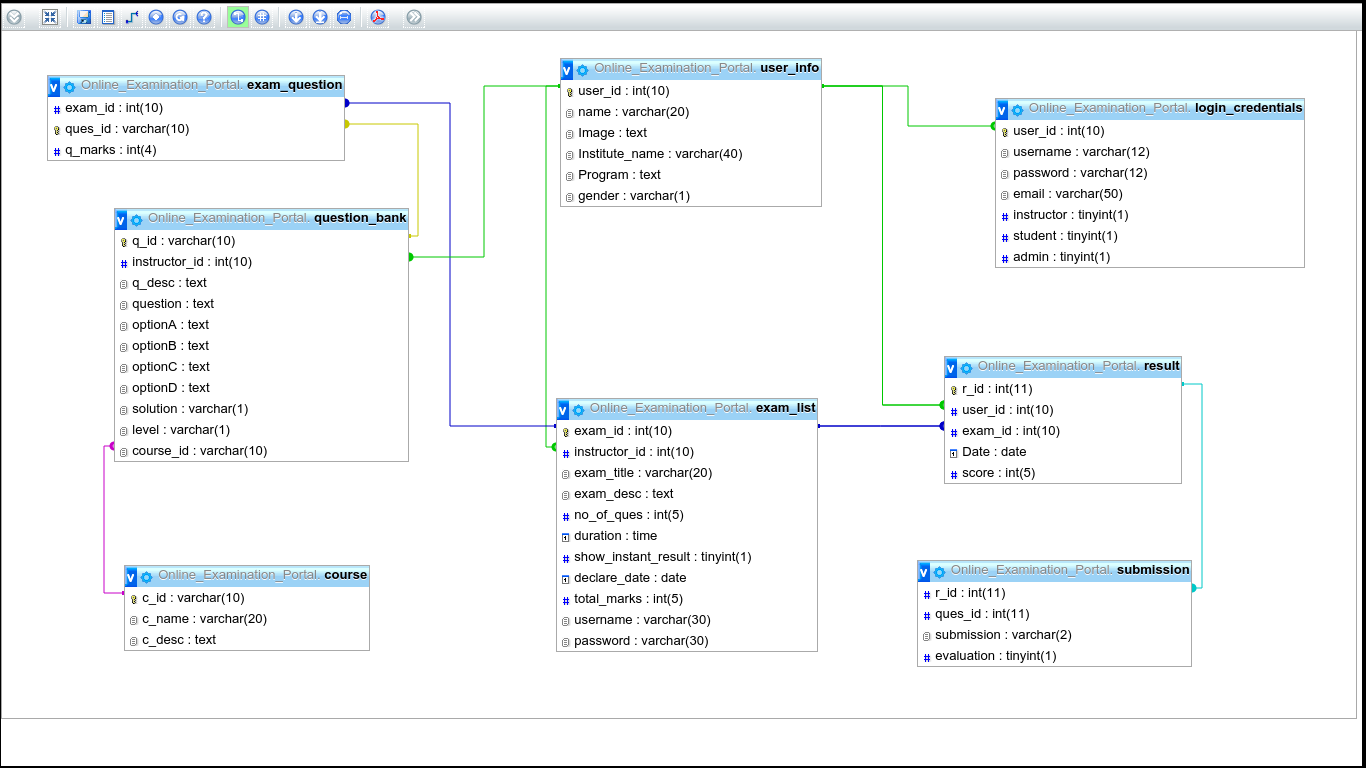 Online_Examination_Portal. exam_question
exam_id : int(10)
ques_id : varchar(10)
q_marks : int(4)
Online_Examination_Portal. user_info
user_id : int(10)
name : varchar(20)
Image : text
Institute_name : varchar(40)
Program : text
gender : varchar(1)
Online_Examination_Portal. login_credentials
user_id : int(10)
username : varchar(12)
password : varchar(12)
email : varchar(50)
instructor : tinyint(1)
student : tinyint(1)
admin : tinyint(1)
Online_Examination_Portal. question_bank
q_id : varchar(10)
instructor_id : int(10)
q_desc : text
question : text
optionA : text
optionB : text
optionC : text
optionD : text
solution : varchar(1)
level : varchar(1)
course_id : varchar(10)
Online_Examination_Portal. exam_list
exam_id : int(10)
instructor_id : int(10)
exam_title : varchar(20)
exam_desc : text
no_of_ques : int(5)
duration : time
show_instant_result : tinyint(1)
declare_date : date
total_marks : int(5)
username : varchar(30)
password : varchar(30)
Online_Examination_Portal. result
r_id : int(11)
user_id : int(10)
exam_id : int(10)
Date : date
score : int(5)
Online_Examination_Portal. course
c_id : varchar(10)
c_name : varchar(20)
c_desc : text
Online_Examination_Portal. submission
r_id : int(11)
ques_id : int(11)
submission : varchar(2)
evaluation : tinyint(1)